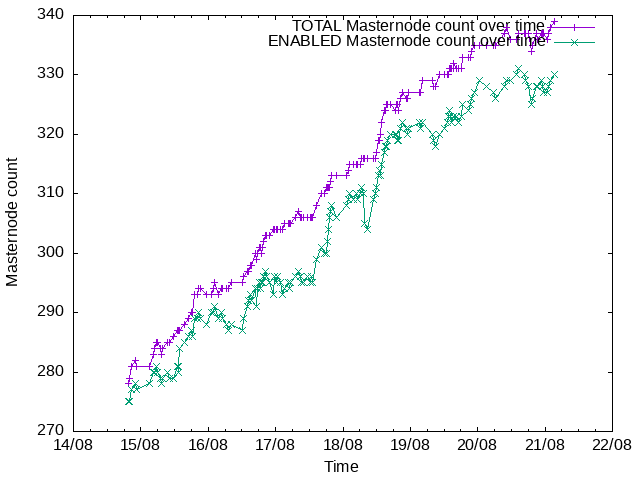 340
330
320
310
300
290
280
270
14/08 15/08 16/08 17/08 18/08 19/08 20/08 21/08 22/08
Masternode count
Time
TOTAL Masternode count over time
ENABLED Masternode count over time